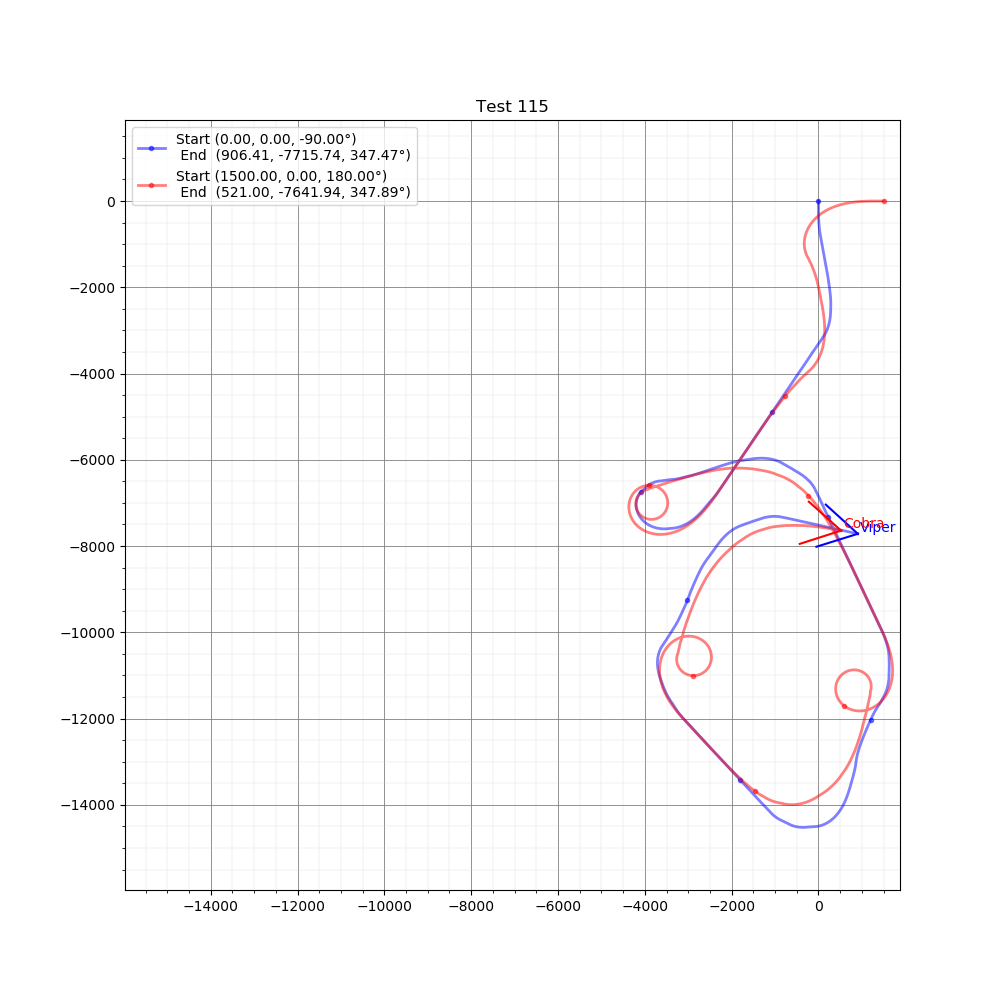 Test 115
Start (0.00, 0.00, -90.00°)
End (906.41, -7715.74, 347.47°)
Start (1500.00, 0.00, 180.00°)
End (521.00, -7641.94, 347.89°)
0
−2000
−4000
−6000
−8000
−10000
−12000
−14000
Cobra
Viper
−14000 −12000 −10000 −8000 −6000 −4000 −2000 0